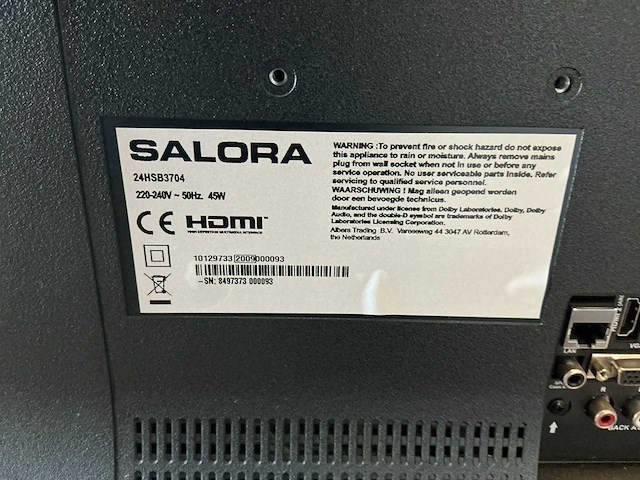 SALORA
24HSB3704
220-240V ~ 50Hz. 45W
CE HDMI
HIGH-DEFINITION MULTIMEDIA INTERFACE
10129733 2009 000093
-SN: 8497373 000093
WARNING :To prevent fire or shock hazard do not expose
this appliance to rain or moisture. Always remove mains
plug from wall socket when not in use or before any
service operation. No user serviceable parts inside. Refer
servicing to qualified service personnel.
WAARSCHUWING ! Mag alleen geopend worden
door een bevoegde technicus.
Manufactured under license from Dolby Laboratories. Dolby, Dolby
Audio, and the double-D symbol are trademarks of Dolby
Laboratories Licensing Corporation.
Albers Trading B.V. Vareseweg 44 3047 AV Rotterdam,
the Netherlands
LAN
VGA
R